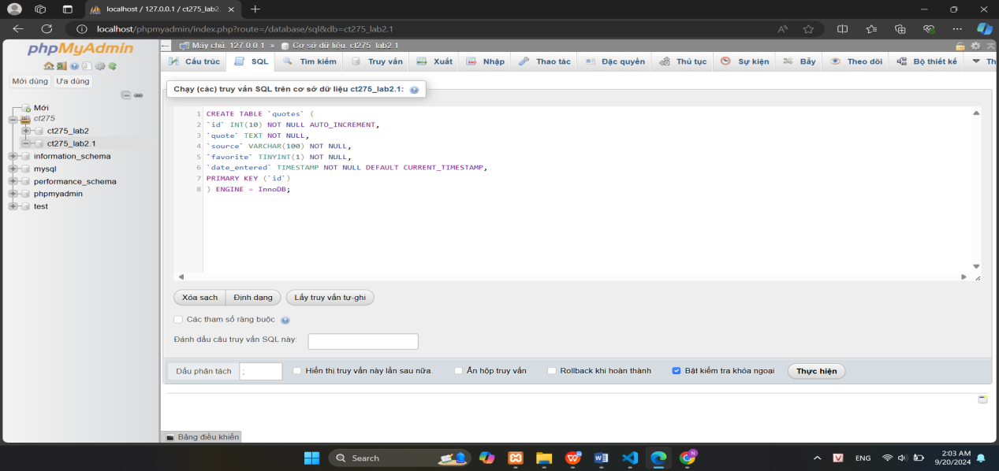 localhost / 127.0.0.1 / ct275_lab2
localhost/phpmyadmin/index.php?route=/database/sql&db=ct275_lab2.1
phpMyAdmin
Mới dùng Ưa dùng
Mới
ct275
ct275_lab2
ct275_lab2.1
information_schema
mysql
performance_schema
phpmyadmin
test
Máy chủ: 127.0.0.1 » Cơ sở dữ liệu: ct275_lab2.1
Cấu trúc SQL Tìm kiếm Truy vấn Xuất Nhập Thao tác Đặc quyền Thủ tục Sự kiện Bẫy Theo dõi Bộ thiết kế Th
Chạy (các) truy vấn SQL trên cơ sở dữ liệu ct275_lab2.1:
1 CREATE TABLE `quotes` (
2 `id` INT(10) NOT NULL AUTO_INCREMENT,
3 `quote` TEXT NOT NULL,
4 `source` VARCHAR(100) NOT NULL,
5 `favorite` TINYINT(1) NOT NULL,
6 `date_entered` TIMESTAMP NOT NULL DEFAULT CURRENT_TIMESTAMP,
7 PRIMARY KEY (`id`)
8 ) ENGINE = InnoDB;
Xóa sạch Định dạng Lấy truy vấn tự-ghi
Các tham số ràng buộc
Đánh dấu câu truy vấn SQL này:
Dấu phân tách ; Hiển thị truy vấn này lần sau nữa. Ẩn hộp truy vấn Rollback khi hoàn thành Bật kiểm tra khóa ngoại Thực hiện
Bảng điều khiển
Search
ENG
2:03 AM
9/20/2024